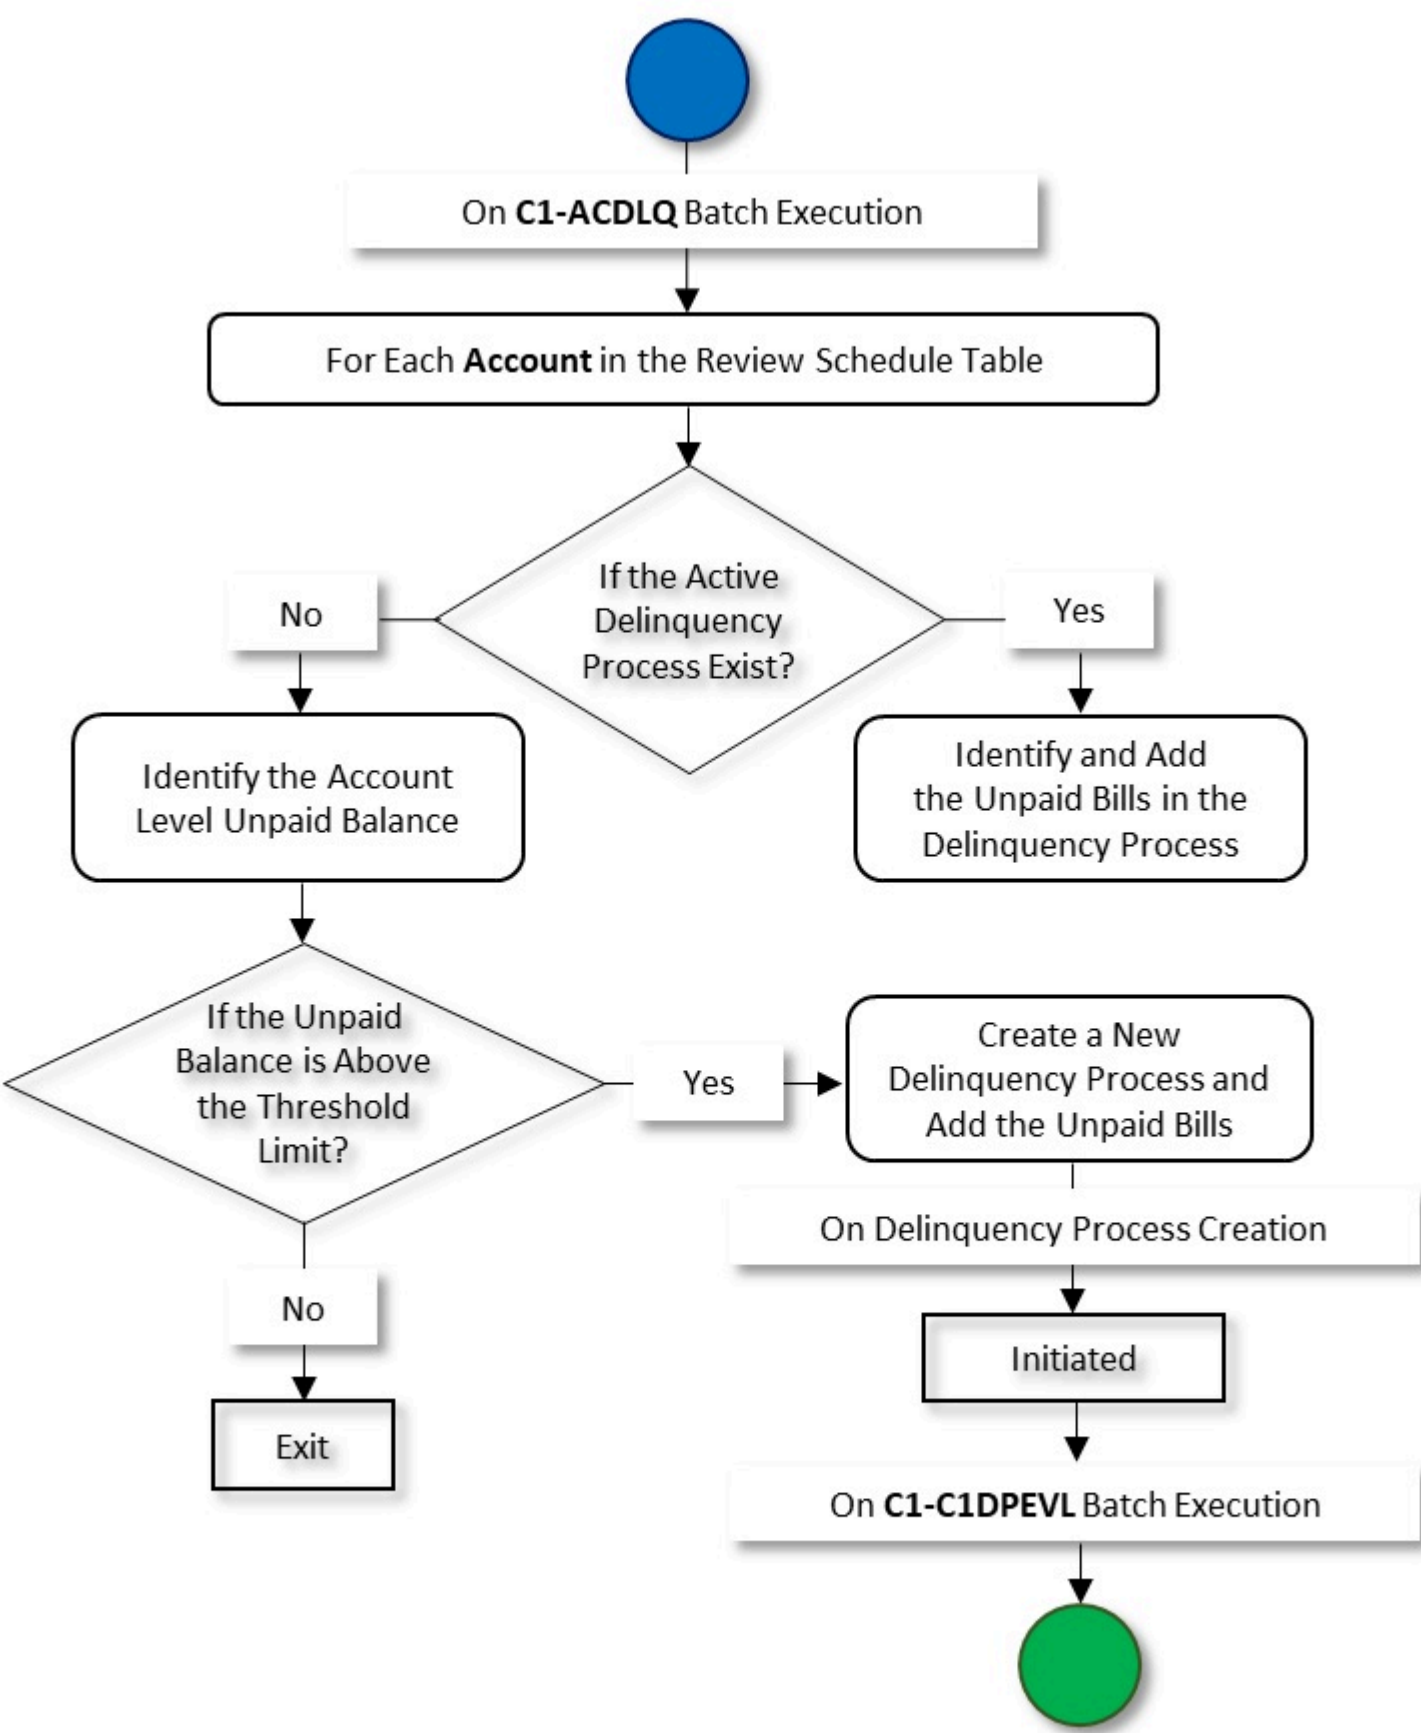 On C1-ACDLQ Batch Execution
For Each Account in the Review Schedule Table
If the Active
Delinquency
Process Exist?
No
Yes
Identify the Account
Level Unpaid Balance
Identify and Add
the Unpaid Bills in the
Delinquency Process
If the Unpaid
Balance is Above
the Threshold
Limit?
Yes
Create a New
Delinquency Process and
Add the Unpaid Bills
On Delinquency Process Creation
No
Initiated
Exit
On C1-C1DPEVL Batch Execution